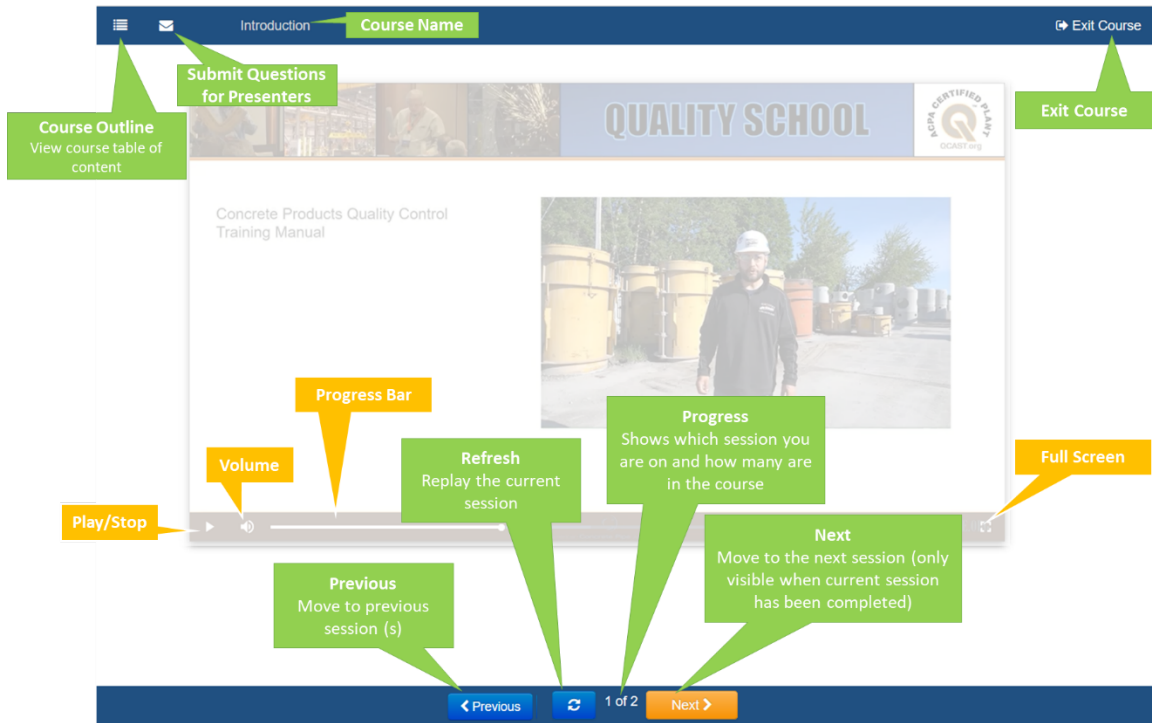 Introduction
Course Name
Exit Course
Submit Questions
for Presenters
Course Outline
View course table of
content
Exit Course
QUALITY SCHOOL
ACPA CERTIFIED PLANT
Q
QCAST.org
Concrete Products Quality Control
Training Manual
Progress Bar
Volume
Play/Stop
Refresh
Replay the current
session
Progress
Shows which session you
are on and how many are
in the course
Full Screen
Next
Move to the next session (only
visible when current session
has been completed)
Previous
Move to previous
session (s)
Previous
1 of 2
Next